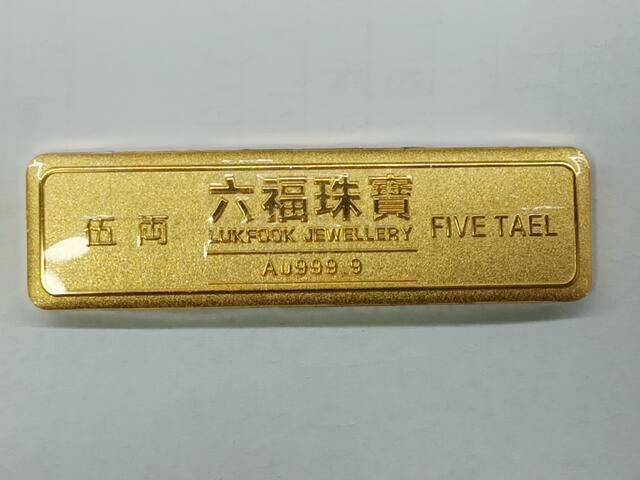 六福珠寶
伍両 LUKFOOK JEWELLERY FIVE TAEL
Au999.9